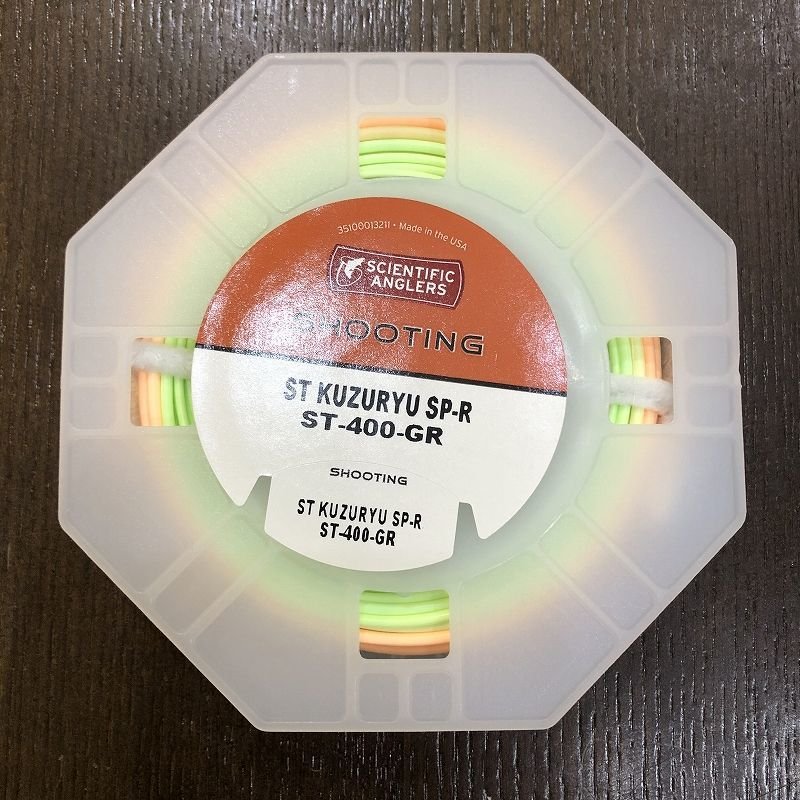 35100013211 • Made in the USA
SCIENTIFIC
ANGLERS
SHOOTING
ST KUZURYU SP-R
ST-400-GR
SHOOTING
ST KUZURYU SP-R
ST-400-GR